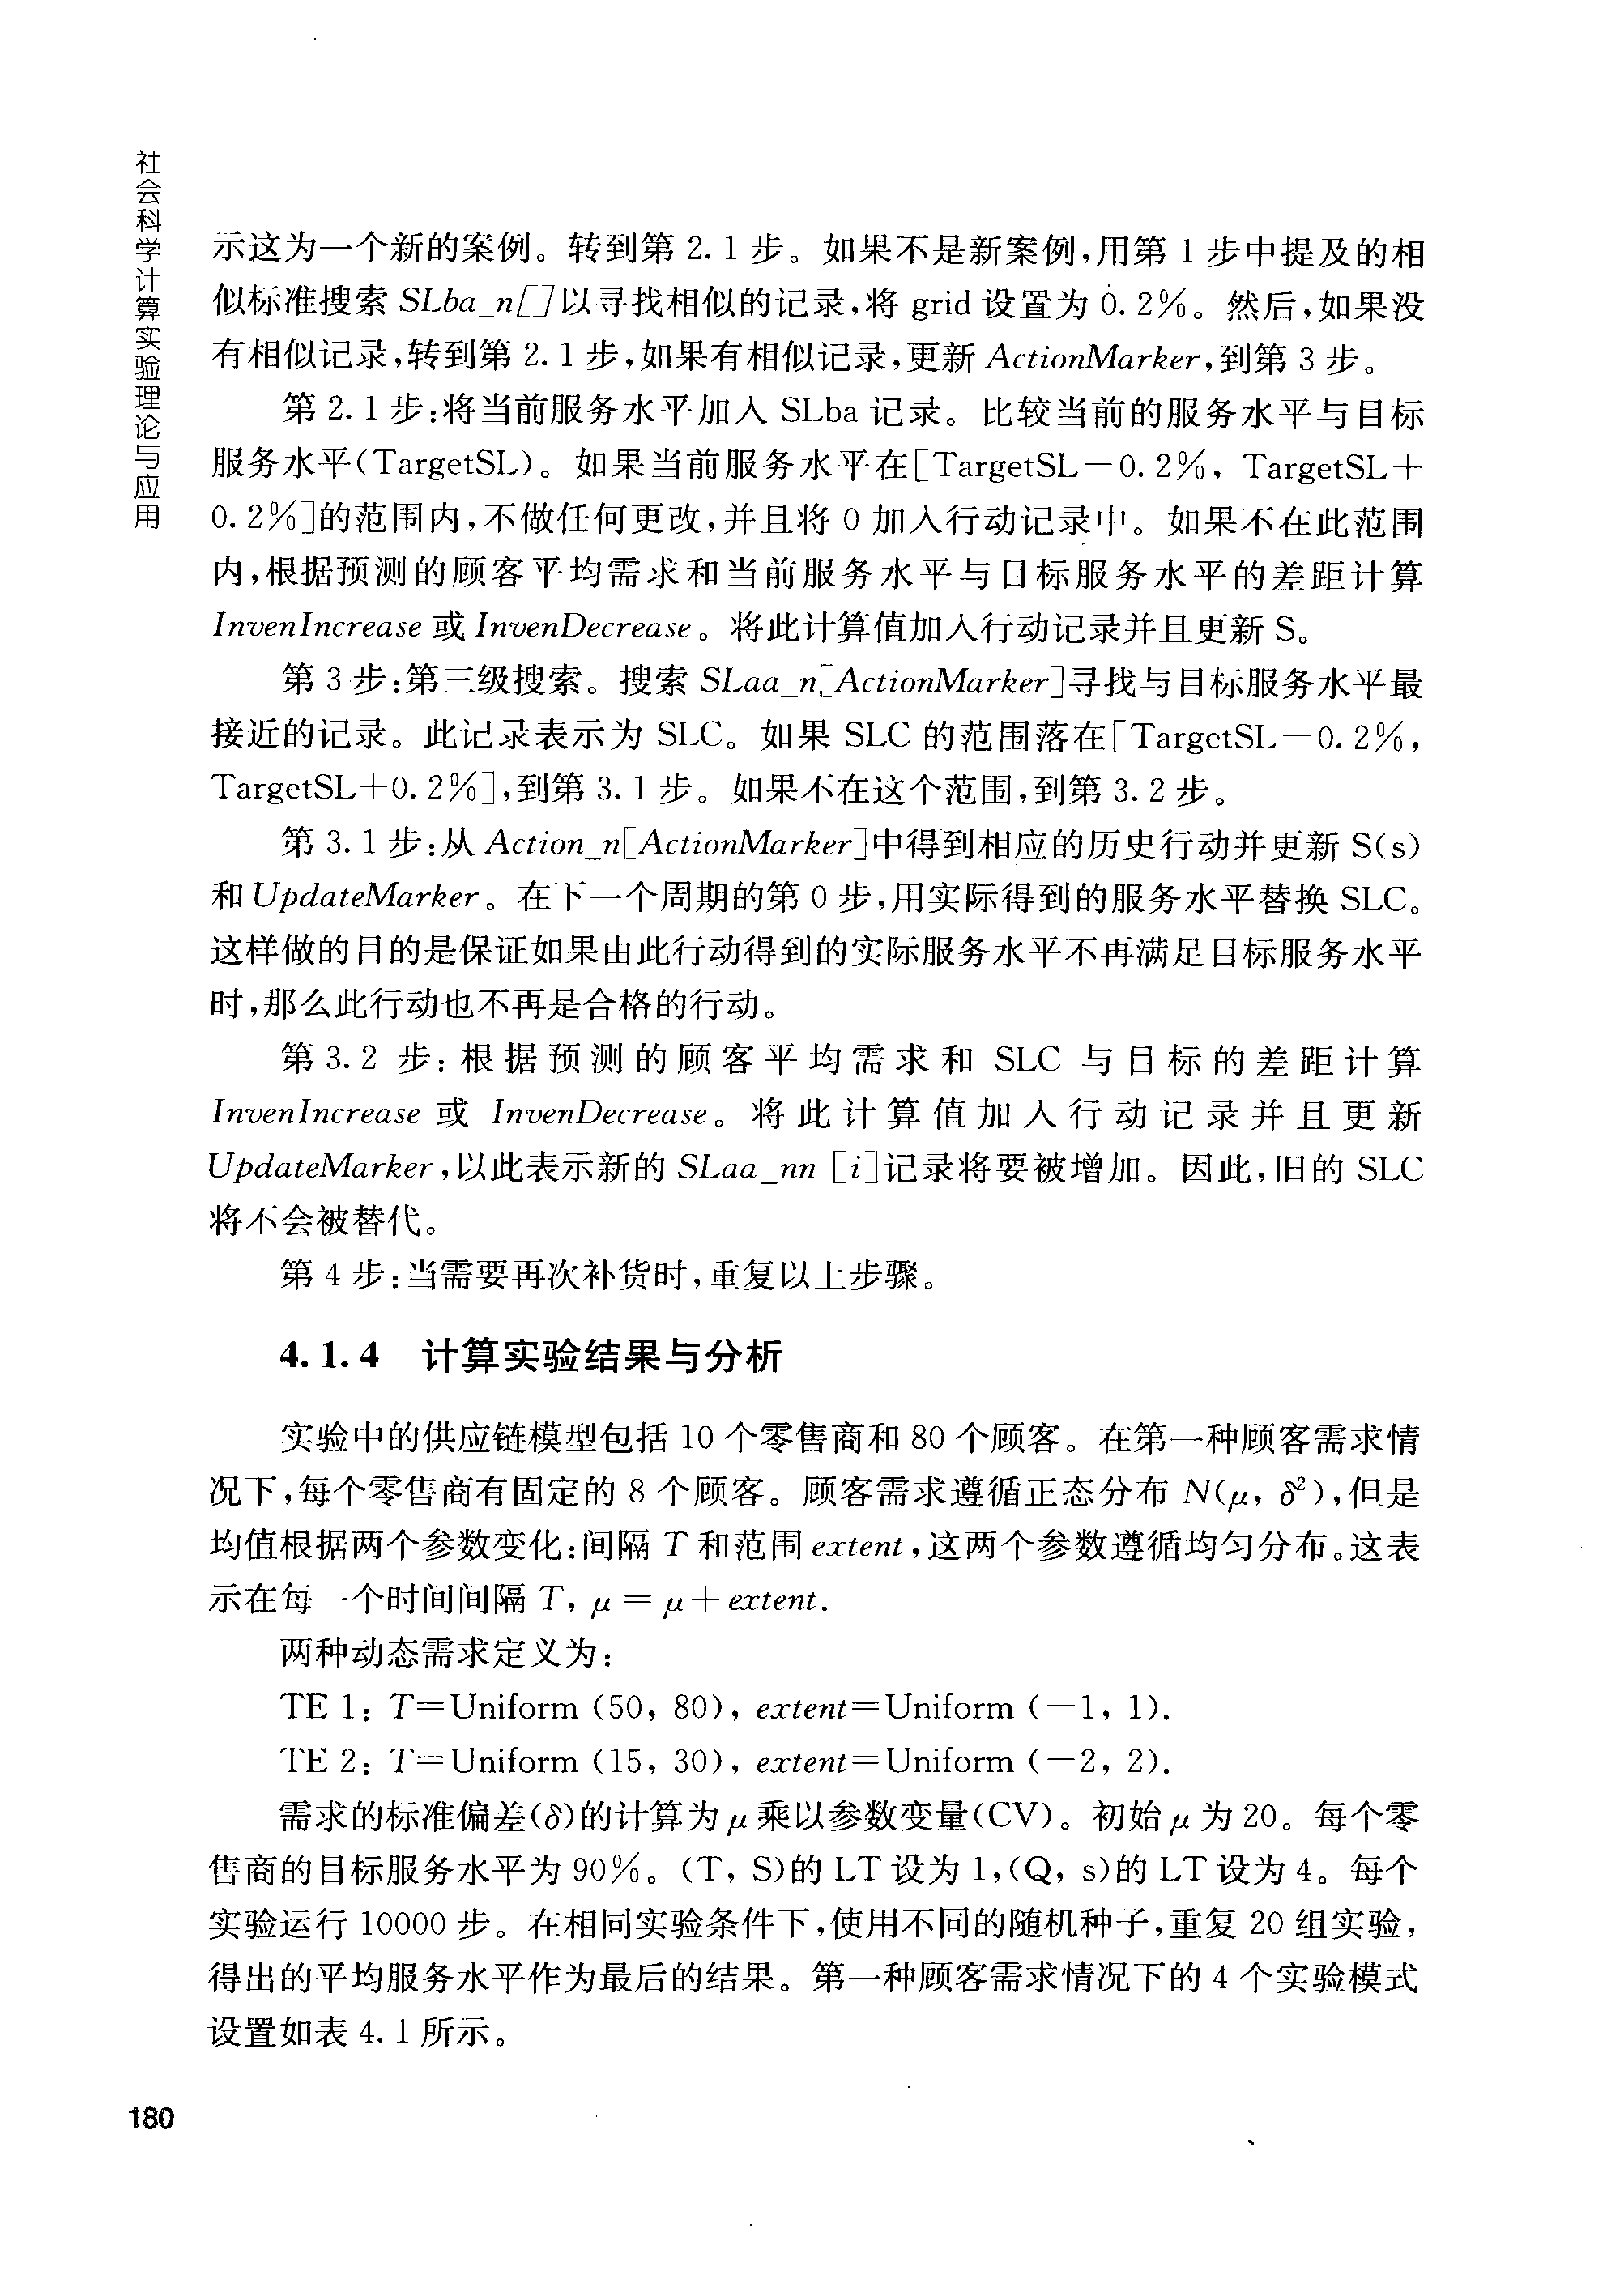 社会科学计算实验理论与应用
示这为一个新的案例。转到第 2.1 步。如果不是新案例,用第 1 步中提及的相
似标准搜索 SLba_n[]以寻找相似的记录,将 grid 设置为 0.2%。然后,如果没
有相似记录,转到第 2.1 步,如果有相似记录,更新 ActionMarker,到第 3 步。
第 2.1 步:将当前服务水平加入 SLba 记录。比较当前的服务水平与目标
服务水平(TargetSL)。如果当前服务水平在[TargetSL－0.2%, TargetSL＋
0.2%]的范围内,不做任何更改,并且将 0 加入行动记录中。如果不在此范围
内,根据预测的顾客平均需求和当前服务水平与目标服务水平的差距计算
InvenIncrease 或 InvenDecrease。将此计算值加入行动记录并且更新 S。
第 3 步:第三级搜索。搜索 SLaa_n[ActionMarker]寻找与目标服务水平最
接近的记录。此记录表示为 SLC。如果 SLC 的范围落在[TargetSL－0.2%,
TargetSL＋0.2%],到第 3.1 步。如果不在这个范围,到第 3.2 步。
第 3.1 步:从 Action_n[ActionMarker]中得到相应的历史行动并更新 S(s)
和 UpdateMarker。在下一个周期的第 0 步,用实际得到的服务水平替换 SLC。
这样做的目的是保证如果由此行动得到的实际服务水平不再满足目标服务水平
时,那么此行动也不再是合格的行动。
第 3.2 步:根据预测的顾客平均需求和 SLC 与目标的差距计算
InvenIncrease 或 InvenDecrease。将此计算值加入行动记录并且更新
UpdateMarker,以此表示新的 SLaa_nn [i]记录将要被增加。因此,旧的 SLC
将不会被替代。
第 4 步:当需要再次补货时,重复以上步骤。
4.1.4 计算实验结果与分析
实验中的供应链模型包括 10 个零售商和 80 个顾客。在第一种顾客需求情
况下,每个零售商有固定的 8 个顾客。顾客需求遵循正态分布 N(μ, δ²),但是
均值根据两个参数变化:间隔 T 和范围 extent,这两个参数遵循均匀分布。这表
示在每一个时间间隔 T, μ = μ＋extent.
两种动态需求定义为:
TE 1: T=Uniform (50, 80), extent=Uniform (－1, 1).
TE 2: T=Uniform (15, 30), extent=Uniform (－2, 2).
需求的标准偏差(δ)的计算为 μ 乘以参数变量(CV)。初始 μ 为 20。每个零
售商的目标服务水平为 90%。(T, S)的 LT 设为 1,(Q, s)的 LT 设为 4。每个
实验运行 10000 步。在相同实验条件下,使用不同的随机种子,重复 20 组实验,
得出的平均服务水平作为最后的结果。第一种顾客需求情况下的 4 个实验模式
设置如表 4.1 所示。
180